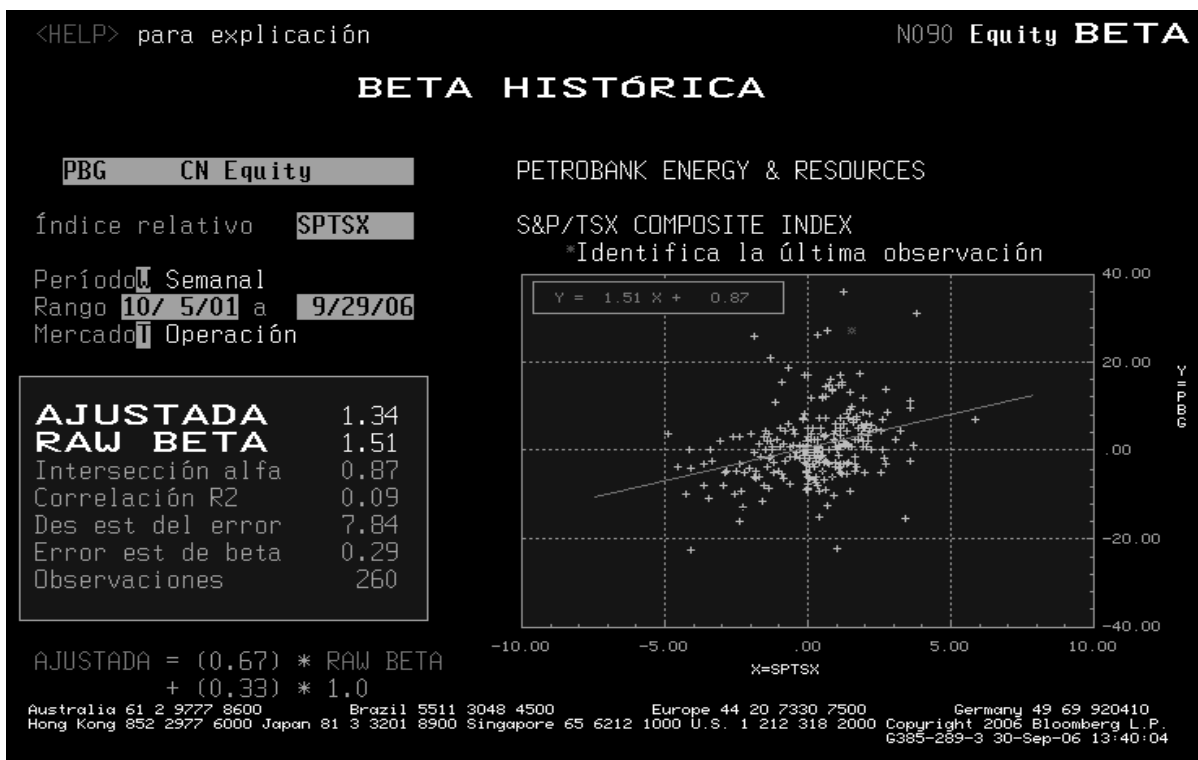 <HELP> para explicación N090 Equity BETA
BETA HISTÓRICA
PBG CN Equity
PETROBANK ENERGY & RESOURCES
Índice relativo SPTSX
S&P/TSX COMPOSITE INDEX
*Identifica la última observación
Período W Semanal
Rango 10/ 5/01 a 9/29/06
Mercado T Operación
AJUSTADA 1.34
RAW BETA 1.51
Intersección alfa 0.87
Correlación R2 0.09
Des est del error 7.84
Error est de beta 0.29
Observaciones 260
AJUSTADA = (0.67) * RAW BETA
+ (0.33) * 1.0
Y = 1.51 X + 0.87
40.00
20.00
.00
-20.00
-40.00
Y=PBG
-10.00 -5.00 .00 5.00 10.00
X=SPTSX
Australia 61 2 9777 8600 Brazil 5511 3048 4500 Europe 44 20 7330 7500 Germany 49 69 920410
Hong Kong 852 2977 6000 Japan 81 3 3201 8900 Singapore 65 6212 1000 U.S. 1 212 318 2000 Copyright 2006 Bloomberg L.P.
G385-289-3 30-Sep-06 13:40:04